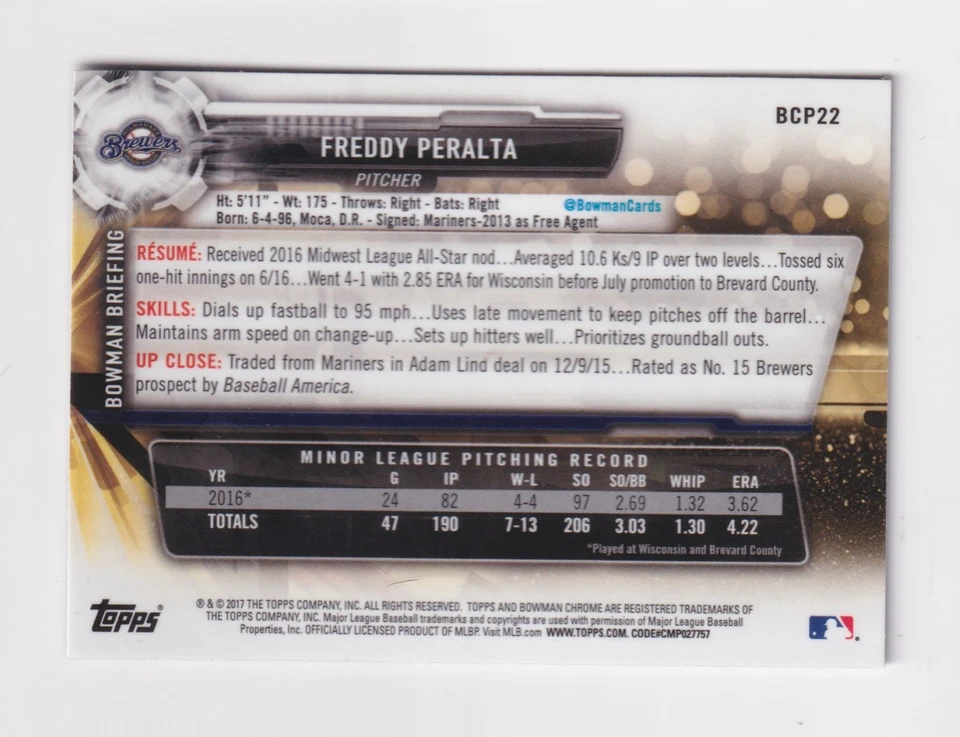 BCP22
Brewers
FREDDY PERALTA
PITCHER
Ht: 5'11" - Wt: 175 - Throws: Right - Bats: Right @BowmanCards
Born: 6-4-96, Moca, D.R. - Signed: Mariners-2013 as Free Agent
BOWMAN BRIEFING
RÉSUMÉ: Received 2016 Midwest League All-Star nod...Averaged 10.6 Ks/9 IP over two levels...Tossed six
one-hit innings on 6/16...Went 4-1 with 2.85 ERA for Wisconsin before July promotion to Brevard County.
SKILLS: Dials up fastball to 95 mph...Uses late movement to keep pitches off the barrel...
Maintains arm speed on change-up...Sets up hitters well...Prioritizes groundball outs.
UP CLOSE: Traded from Mariners in Adam Lind deal on 12/9/15...Rated as No. 15 Brewers
prospect by Baseball America.
MINOR LEAGUE PITCHING RECORD
YR G IP W-L SO SO/BB WHIP ERA
2016* 24 82 4-4 97 2.69 1.32 3.62
TOTALS 47 190 7-13 206 3.03 1.30 4.22
*Played at Wisconsin and Brevard County
Topps®
® & © 2017 THE TOPPS COMPANY, INC. ALL RIGHTS RESERVED. TOPPS AND BOWMAN CHROME ARE REGISTERED TRADEMARKS OF
THE TOPPS COMPANY, INC. Major League Baseball trademarks and copyrights are used with permission of Major League Baseball
Properties, Inc. OFFICIALLY LICENSED PRODUCT OF MLBP. Visit MLB.com WWW.TOPPS.COM. CODE#CMP027757